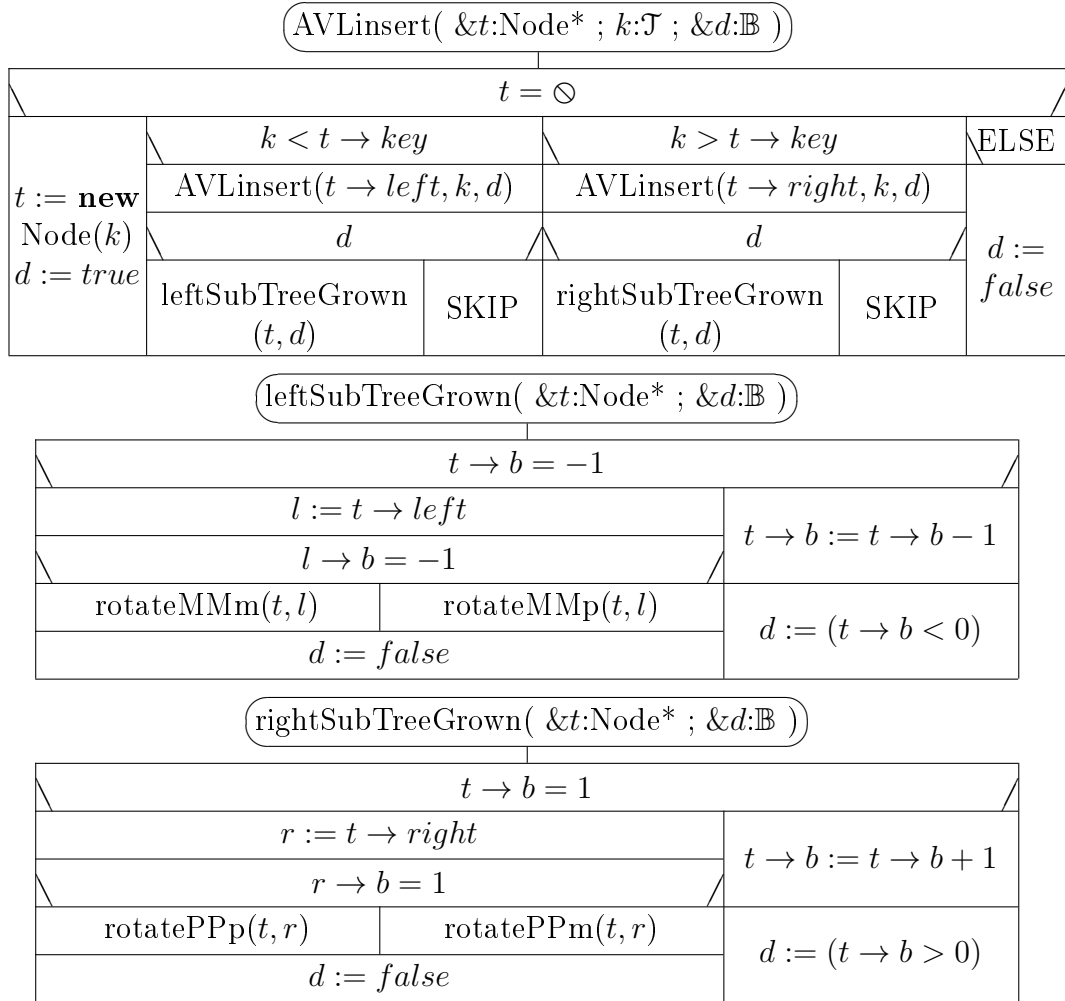 AVLinsert( &t:Node* ; k:𝒯 ; &d:𝔹 )
t = ⊗
k < t → key
k > t → key
ELSE
t := new
Node(k)
d := true
AVLinsert(t → left, k, d)
AVLinsert(t → right, k, d)
d :=
false
d
d
leftSubTreeGrown
(t, d)
SKIP
rightSubTreeGrown
(t, d)
SKIP
leftSubTreeGrown( &t:Node* ; &d:𝔹 )
t → b = −1
l := t → left
t → b := t → b − 1
l → b = −1
rotateMMm(t, l)
rotateMMp(t, l)
d := (t → b < 0)
d := false
rightSubTreeGrown( &t:Node* ; &d:𝔹 )
t → b = 1
r := t → right
t → b := t → b + 1
r → b = 1
rotatePPp(t, r)
rotatePPm(t, r)
d := (t → b > 0)
d := false